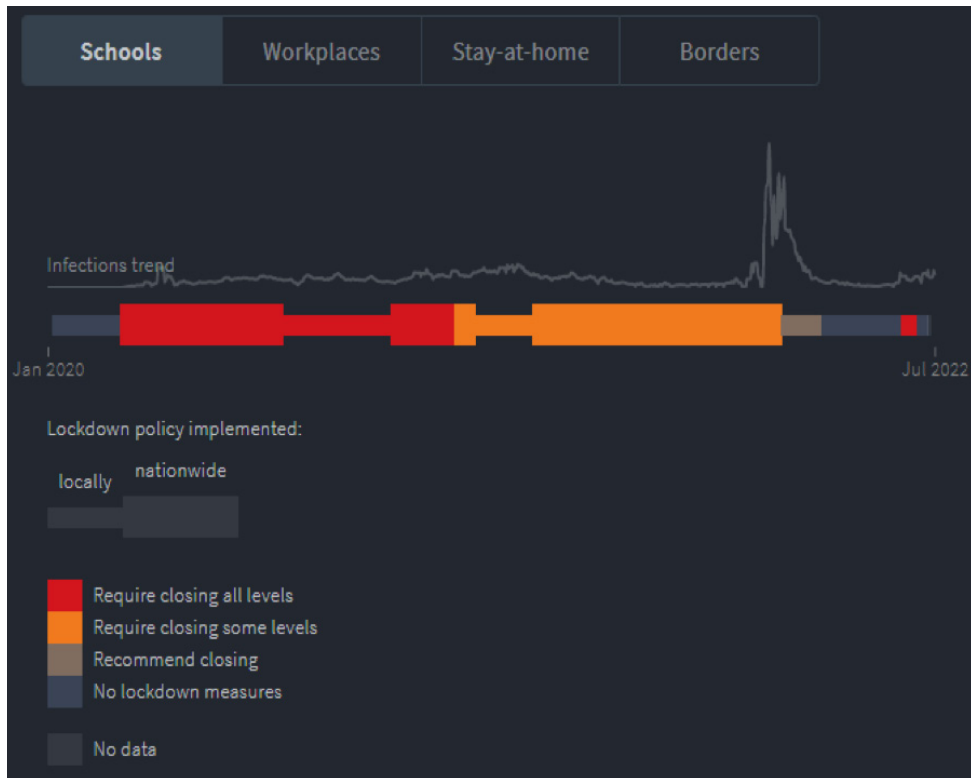 Schools Workplaces Stay-at-home Borders
Infections trend
Jan 2020 Jul 2022
Lockdown policy implemented:
locally nationwide
Require closing all levels
Require closing some levels
Recommend closing
No lockdown measures
No data